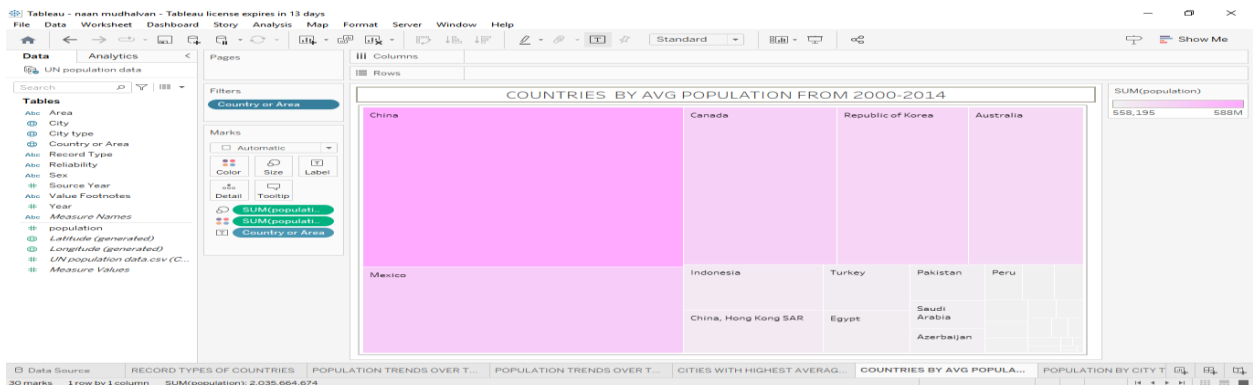 Tableau - naan mudhalvan - Tableau license expires in 13 days
File Data Worksheet Dashboard Story Analysis Map Format Server Window Help
Standard
Show Me
Data Analytics
UN population data
Search
Tables
Abc Area
City
City type
Country or Area
Abc Record Type
Abc Reliability
Abc Sex
# Source Year
Abc Value Footnotes
# Year
Abc Measure Names
# population
Latitude (generated)
Longitude (generated)
# UN population data.csv (C...
# Measure Values
Pages
Filters
Country or Area
Marks
Automatic
Color Size Label
Detail Tooltip
SUM(populati..
SUM(populati..
Country or Area
Columns
Rows
COUNTRIES BY AVG POPULATION FROM 2000-2014
China Canada Republic of Korea Australia
Mexico Indonesia Turkey Pakistan Peru
China, Hong Kong SAR Egypt Saudi
Arabia
Azerbaijan
SUM(population)
558,195 588M
Data Source RECORD TYPES OF COUNTRIES POPULATION TRENDS OVER T... POPULATION TRENDS OVER T... CITIES WITH HIGHEST AVERAG... COUNTRIES BY AVG POPULA... POPULATION BY CITY T
30 marks 1 row by 1 column SUM(population): 2,035,664,674